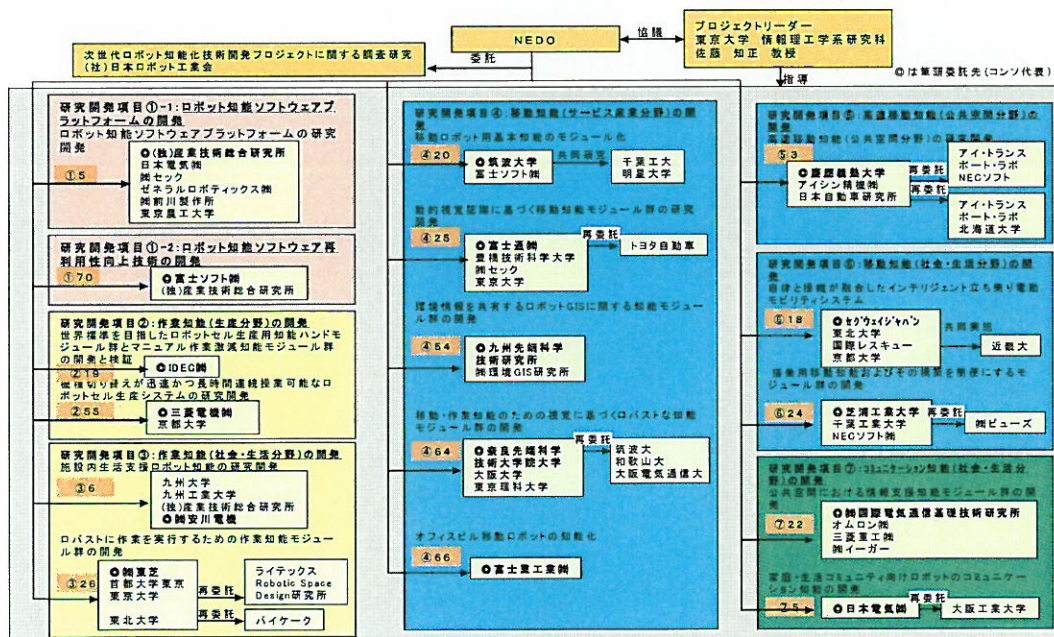 NEDO
協議
プロジェクトリーダー
東京大学 情報理工学系研究科
佐藤 知正 教授
委託
次世代ロボット知能化技術開発プロジェクトに関する調査研究
(社)日本ロボット工業会
指導
◎は筆頭委託先(コンソ代表)
研究開発項目①-1:ロボット知能ソフトウェアプ
ラットフォームの開発
ロボット知能ソフトウェアプラットフォームの研究
開発
①5
◎(独)産業技術総合研究所
日本電気㈱
㈱セック
ゼネラルロボティックス㈱
㈱前川製作所
東京農工大学
研究開発項目①-2:ロボット知能ソフトウェア再
利用性向上技術の開発
①70
◎富士ソフト㈱
(独)産業技術総合研究所
研究開発項目②:作業知能(生産分野)の開発
世界標準を目指したロボットセル生産用知能ハンドモ
ジュール群とマニュアル作業激減知能モジュール群
の開発と検証
②19
◎IDEC㈱
機種切り替えが迅速かつ長時間連続操業可能なロ
ボットセル生産システムの研究開発
②55
◎三菱電機㈱
京都大学
研究開発項目③:作業知能(社会・生活分野)の開発
施設内生活支援ロボット知能の研究開発
③6
九州大学
九州工業大学
(独)産業技術総合研究所
◎㈱安川電機
ロバストに作業を実行するための作業知能モジュー
ル群の開発
③26
◎㈱東芝
首都大学東京
東京大学
東北大学
再委託
ライテックス
Robotic Space
Design研究所
再委託
バイケーク
研究開発項目④:移動知能(サービス産業分野)の開
発
移動ロボット用基本知能のモジュール化
④20
◎筑波大学
富士ソフト㈱
共同研究
千葉工大
明星大学
動的視覚認識に基づく移動知能モジュール群の研究
開発
④25
◎富士通㈱
豊橋技術科学大学
㈱セック
東京大学
再委託
トヨタ自動車
環境情報を共有するロボットGISに関する知能モジュー
ル群の開発
④54
◎九州先端科学
技術研究所
㈱環境GIS研究所
移動・作業知能のための視覚に基づくロバストな知能
モジュール群の開発
④64
◎奈良先端科学
技術大学院大学
大阪大学
東京理科大学
再委託
筑波大
和歌山大
大阪電気通信大
オフィスビル移動ロボットの知能化
④66
◎富士重工業㈱
研究開発項目⑤:高速移動知能(公共空間分野)の開
発
高速移動知能(公共空間分野)の研究開発
⑤3
◎慶應義塾大学
アイシン精機㈱
日本自動車研究所
再委託
アイ・トランス
ポート・ラボ
NECソフト
再委託
アイ・トランス
ポート・ラボ
北海道大学
研究開発項目⑥:移動知能(社会・生活分野)の開
発
自律と操縦が融合したインテリジェント立ち乗り電動
モビリティシステム
⑥18
◎セグウェイジャパン
東北大学
国際レスキュー
京都大学
共同実施
近畿大
搭乗用移動知能およびその構築を簡便にするモ
ジュール群の開発
⑥24
◎芝浦工業大学
千葉工業大学
NECソフト㈱
再委託
㈱ピューズ
研究開発項目⑦:コミュニケーション知能(社会・生活分
野)の開発
公共空間における情報支援知能モジュール群の開
発
⑦22
◎㈱国際電気通信基礎技術研究所
オムロン㈱
三菱重工㈱
㈱イーガー
家庭・生活コミュニティ向けロボットのコミュニケー
ション知能の開発
⑦5
◎日本電気㈱
再委託
大阪工業大学